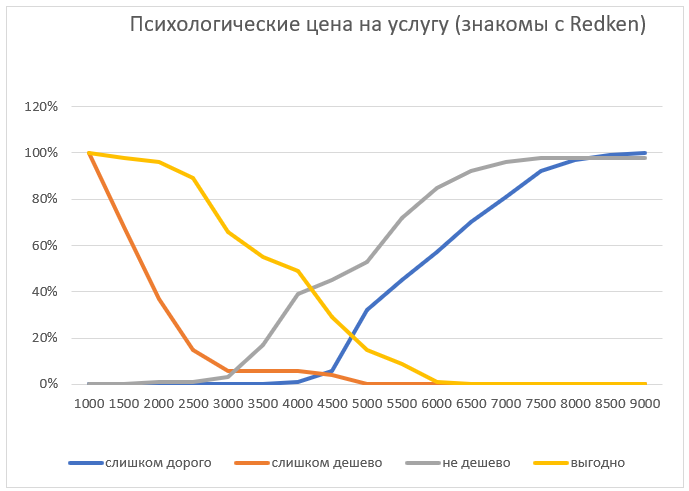 Психологические цена на услугу (знакомы с Redken)
120%
100%
80%
60%
40%
20%
0%
1000 1500 2000 2500 3000 3500 4000 4500 5000 5500 6000 6500 7000 7500 8000 8500 9000
слишком дорого слишком дешево не дешево выгодно